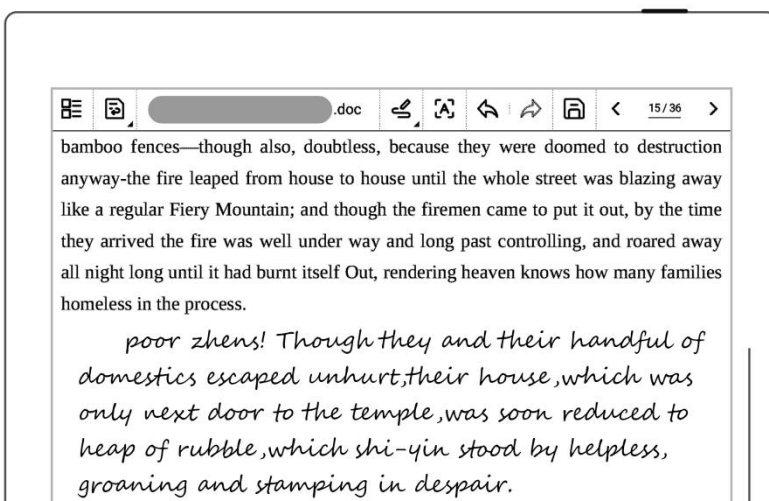 .doc
15/36
bamboo fences—though also, doubtless, because they were doomed to destruction
anyway-the fire leaped from house to house until the whole street was blazing away
like a regular Fiery Mountain; and though the firemen came to put it out, by the time
they arrived the fire was well under way and long past controlling, and roared away
all night long until it had burnt itself Out, rendering heaven knows how many families
homeless in the process.
poor zhens! Though they and their handful of
domestics escaped unhurt,their house,which was
only next door to the temple,was soon reduced to
heap of rubble,which shi-yin stood by helpless,
groaning and stamping in despair.